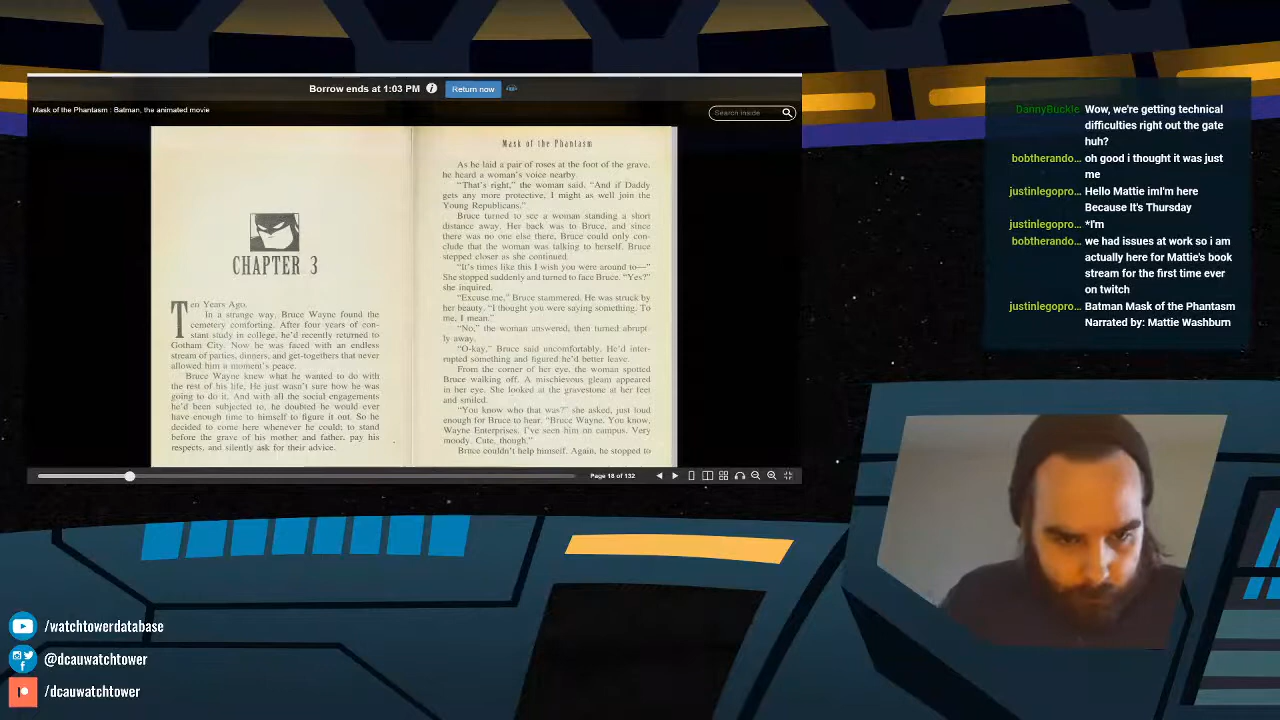 Borrow ends at 1:03 PM
Return now
Mask of the Phantasm : Batman, the animated movie
Search inside
CHAPTER 3
Ten Years Ago.
In a strange way, Bruce Wayne found the
cemetery comforting. After four years of con-
stant study in college, he'd recently returned to
Gotham City. Now he was faced with an endless
stream of parties, dinners, and get-togethers that never
allowed him a moment's peace.
Bruce Wayne knew what he wanted to do with
the rest of his life, He just wasn't sure how he was
going to do it. And with all the social engagements
he'd been subjected to, he doubted he would ever
have enough time to himself to figure it out. So he
decided to come here whenever he could; to stand
before the grave of his mother and father, pay his
respects, and silently ask for their advice.
Mask of the Phantasm
As he laid a pair of roses at the foot of the grave,
he heard a woman's voice nearby.
"That's right," the woman said. "And if Daddy
gets any more protective, I might as well join the
Young Republicans."
Bruce turned to see a woman standing a short
distance away. Her back was to Bruce, and since
there was no one else there, Bruce could only con-
clude that the woman was talking to herself. Bruce
stepped closer as she continued.
"It's times like this I wish you were around to—"
She stopped suddenly and turned to face Bruce. "Yes?"
she inquired.
"Excuse me," Bruce stammered. He was struck by
her beauty. "I thought you were saying something. To
me, I mean."
"No," the woman answered, then turned abrupt-
ly away.
"O-kay," Bruce said uncomfortably. He'd inter-
rupted something and figured he'd better leave.
From the corner of her eye, the woman spotted
Bruce walking off. A mischievous gleam appeared
in her eye. She looked at the gravestone at her feet
and smiled.
"You know who that was?" she asked, just loud
enough for Bruce to hear. "Bruce Wayne. You know,
Wayne Enterprises. I've seen him on campus. Very
moody. Cute, though."
Bruce couldn't help himself. Again, he stopped to
Page 18 of 132
DannyBuckle Wow, we're getting technical
difficulties right out the gate
huh?
bobtherando... oh good i thought it was just
me
justinlegopro... Hello Mattie im'I'm here
Because It's Thursday
justinlegopro... *I'm
bobtherando... we had issues at work so i am
actually here for Mattie's book
stream for the first time ever
on twitch
justinlegopro... Batman Mask of the Phantasm
Narrated by: Mattie Washburn
/watchtowerdatabase
@dcauwatchtower
/dcauwatchtower